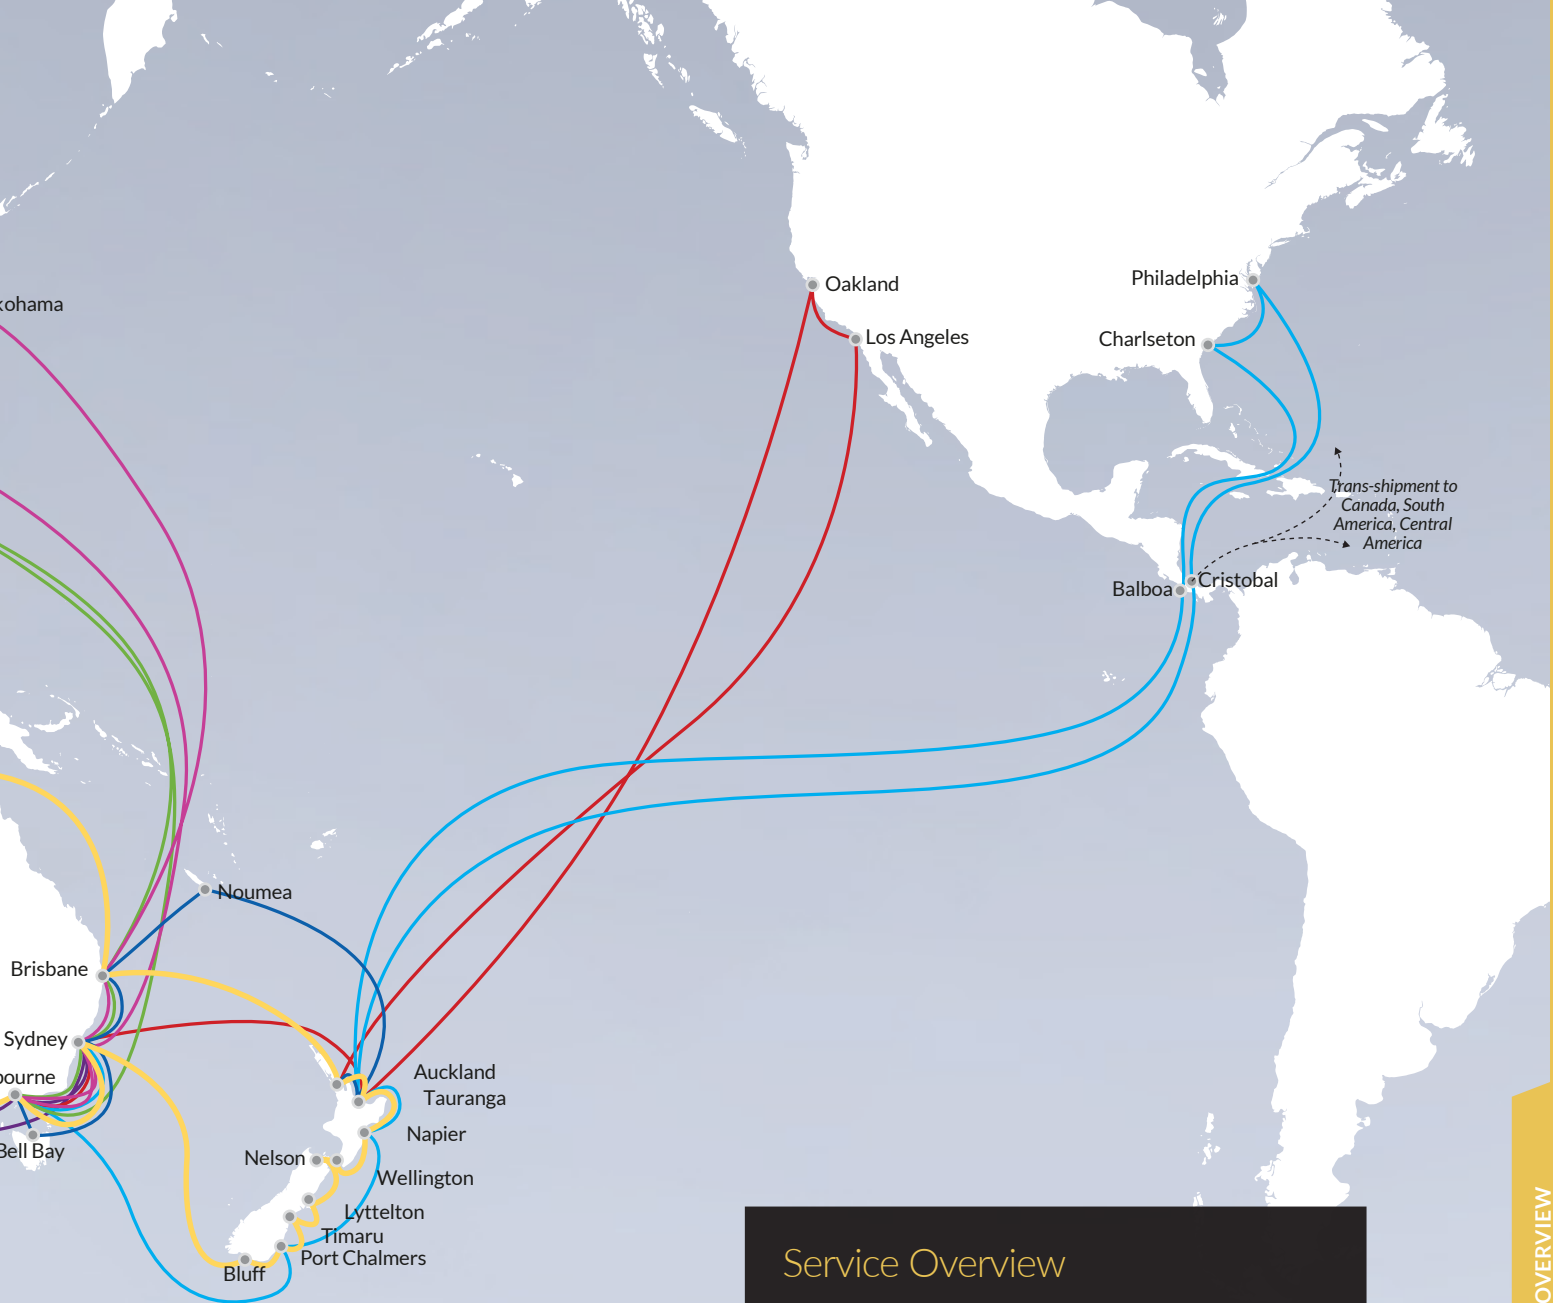 Oakland
Philadelphia
kohama
Los Angeles
Charlseton
Trans-shipment to
Canada, South
America, Central
America
Balboa
Cristobal
Noumea
Brisbane
Sydney
bourne
Auckland
Tauranga
Napier
Bell Bay
Nelson
Wellington
Lyttelton
Timaru
Port Chalmers
Bluff
Service Overview
OVERVIEW